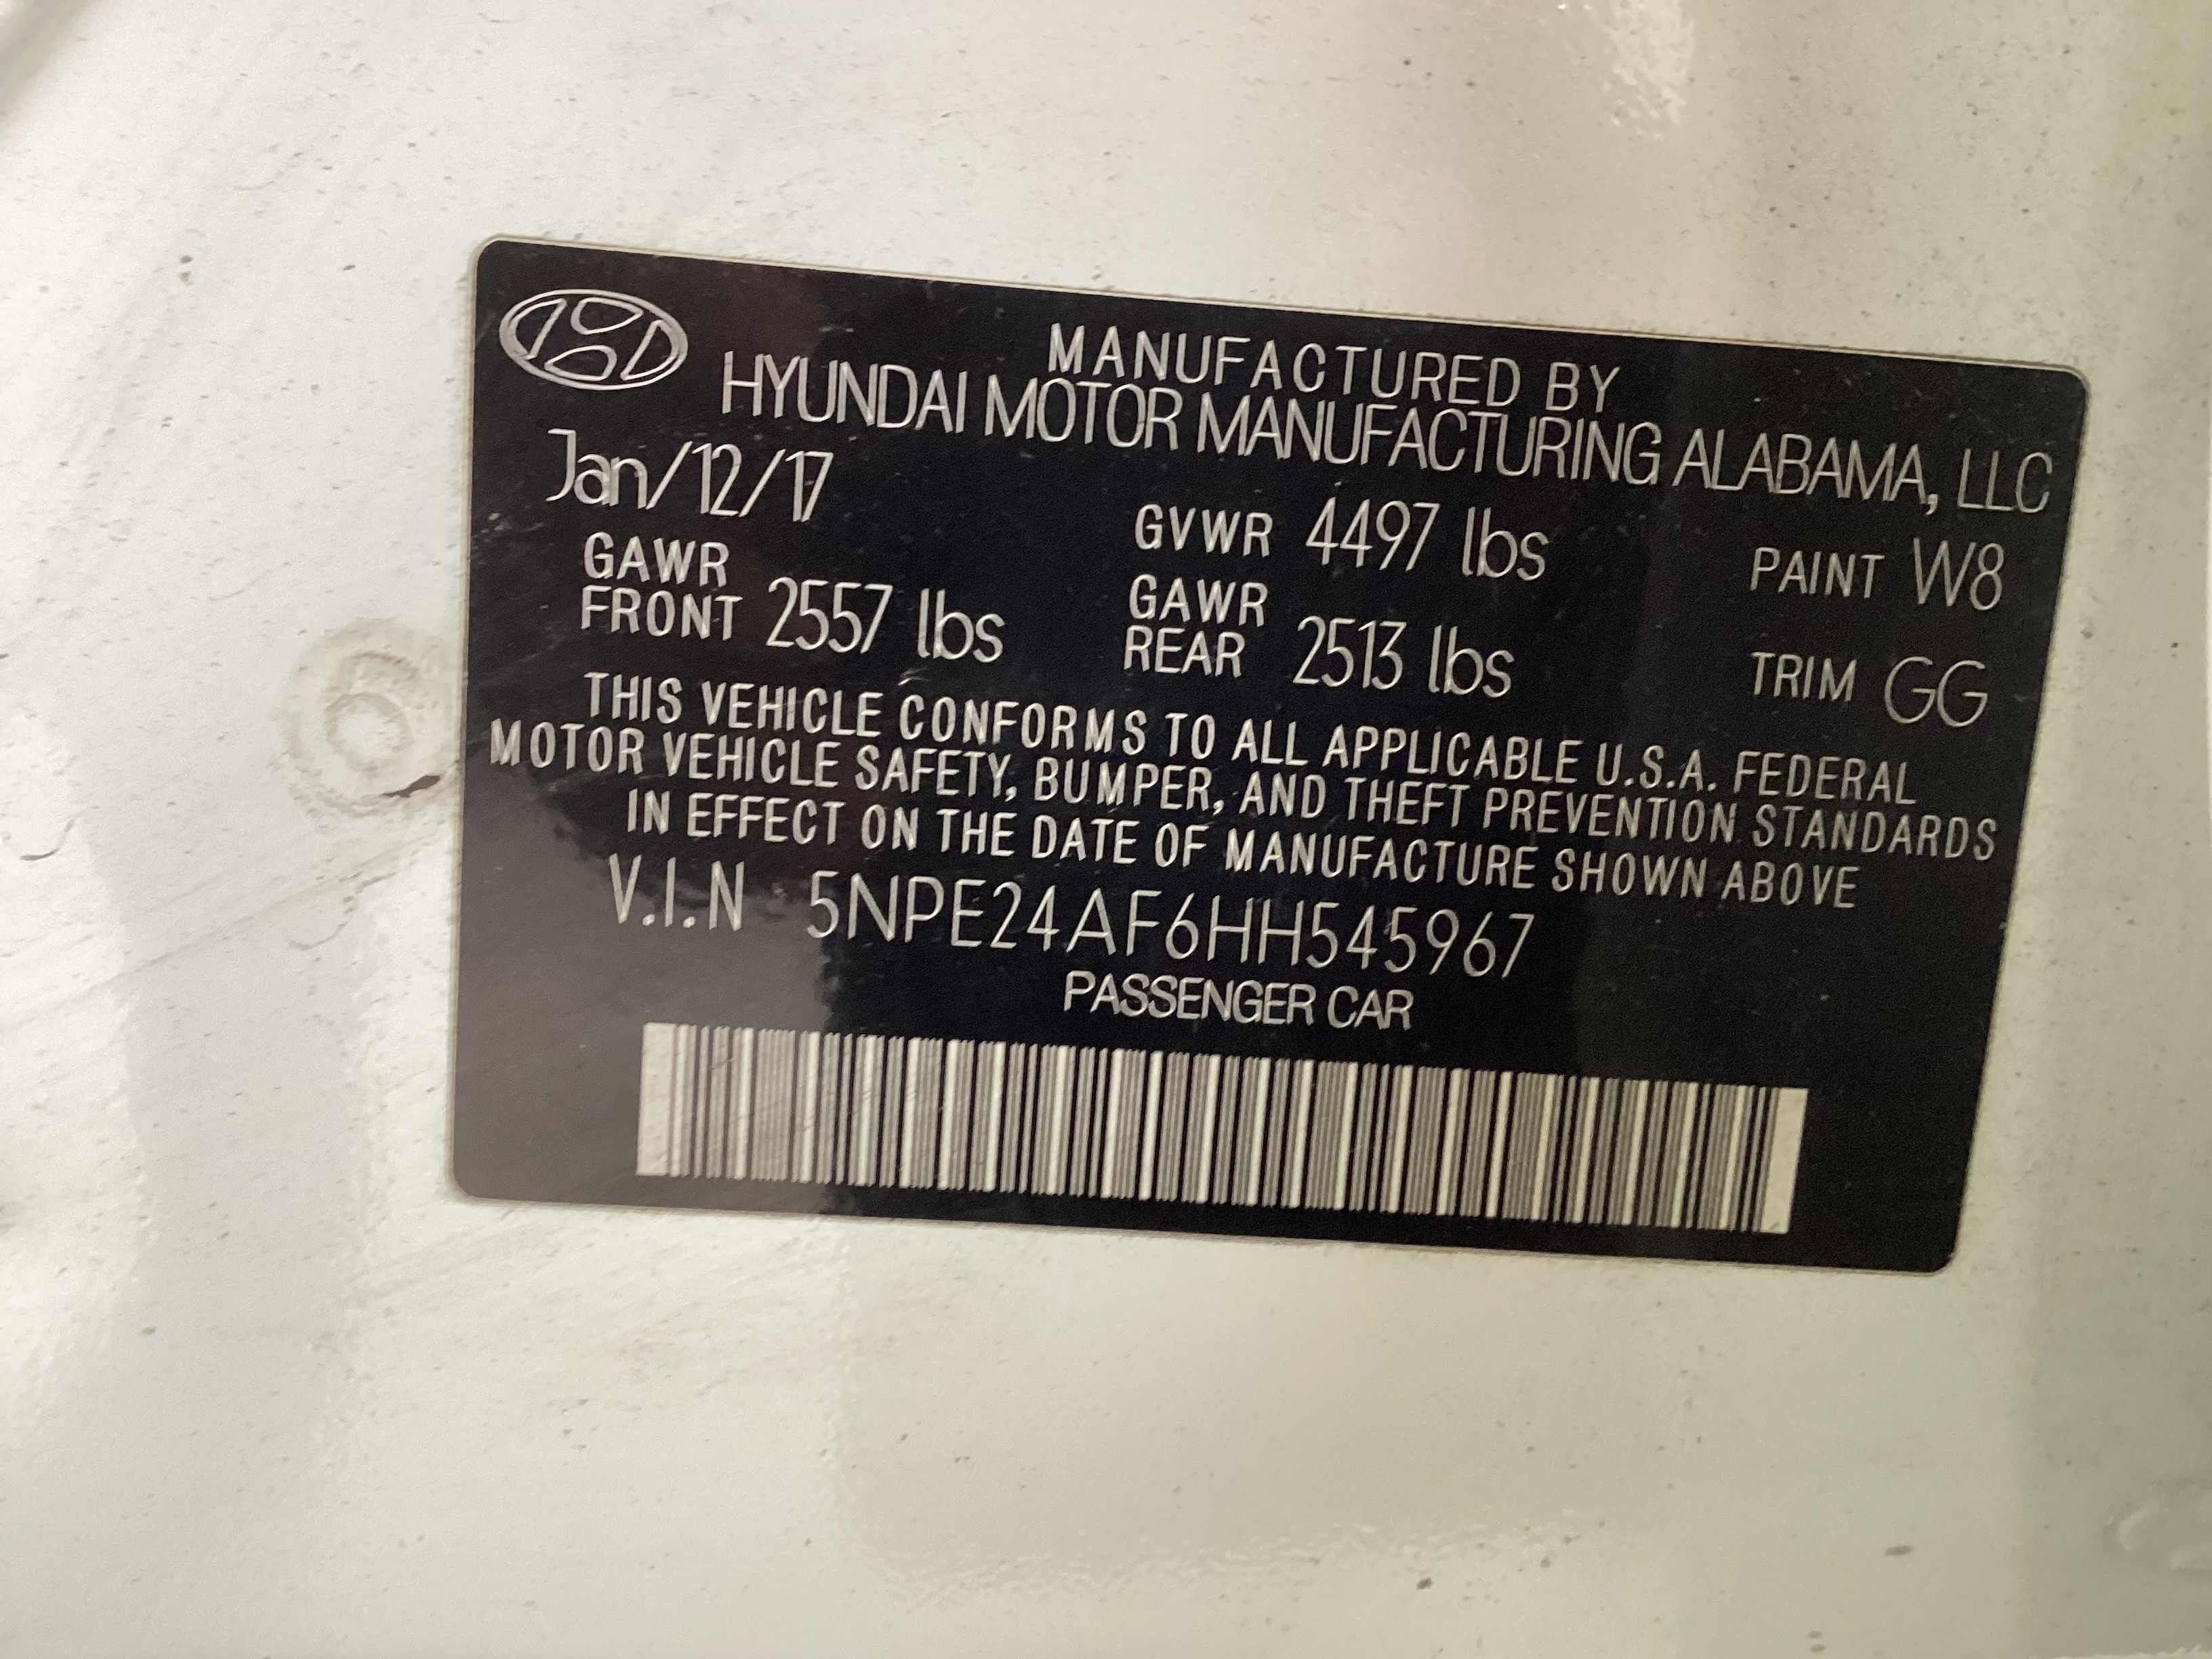 MANUFACTURED BY
HYUNDAI MOTOR MANUFACTURING ALABAMA, LLC
Jan/12/17
GVWR 4497 lbs
PAINT W8
GAWR
FRONT 2557 lbs
GAWR
REAR 2513 lbs
TRIM GG
THIS VEHICLE CONFORMS TO ALL APPLICABLE U.S.A. FEDERAL
MOTOR VEHICLE SAFETY, BUMPER, AND THEFT PREVENTION STANDARDS
IN EFFECT ON THE DATE OF MANUFACTURE SHOWN ABOVE
V.I.N 5NPE24AF6HH545967
PASSENGER CAR